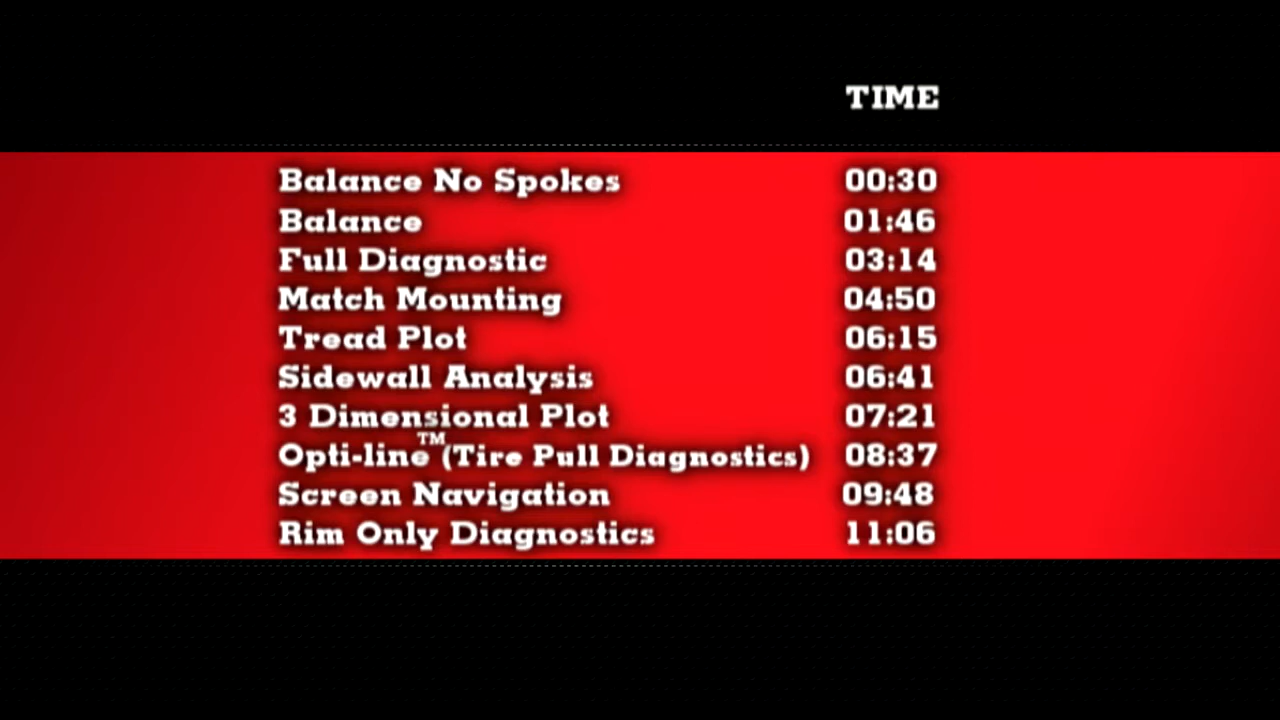 TIME
Balance No Spokes 00:30
Balance 01:46
Full Diagnostic 03:14
Match Mounting 04:50
Tread Plot 06:15
Sidewall Analysis 06:41
3 Dimensional Plot 07:21
Opti-line™(Tire Pull Diagnostics) 08:37
Screen Navigation 09:48
Rim Only Diagnostics 11:06